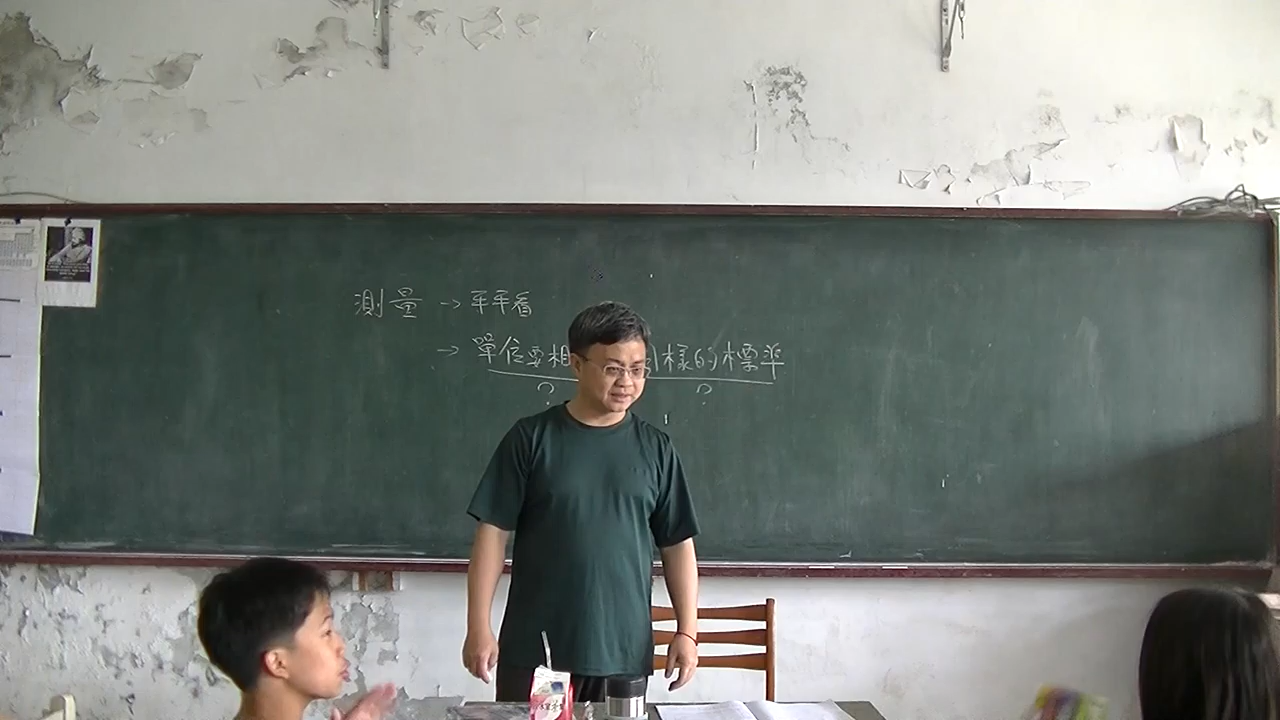 測量 → 平平看
→ 單位要相 樣的標準
? ?